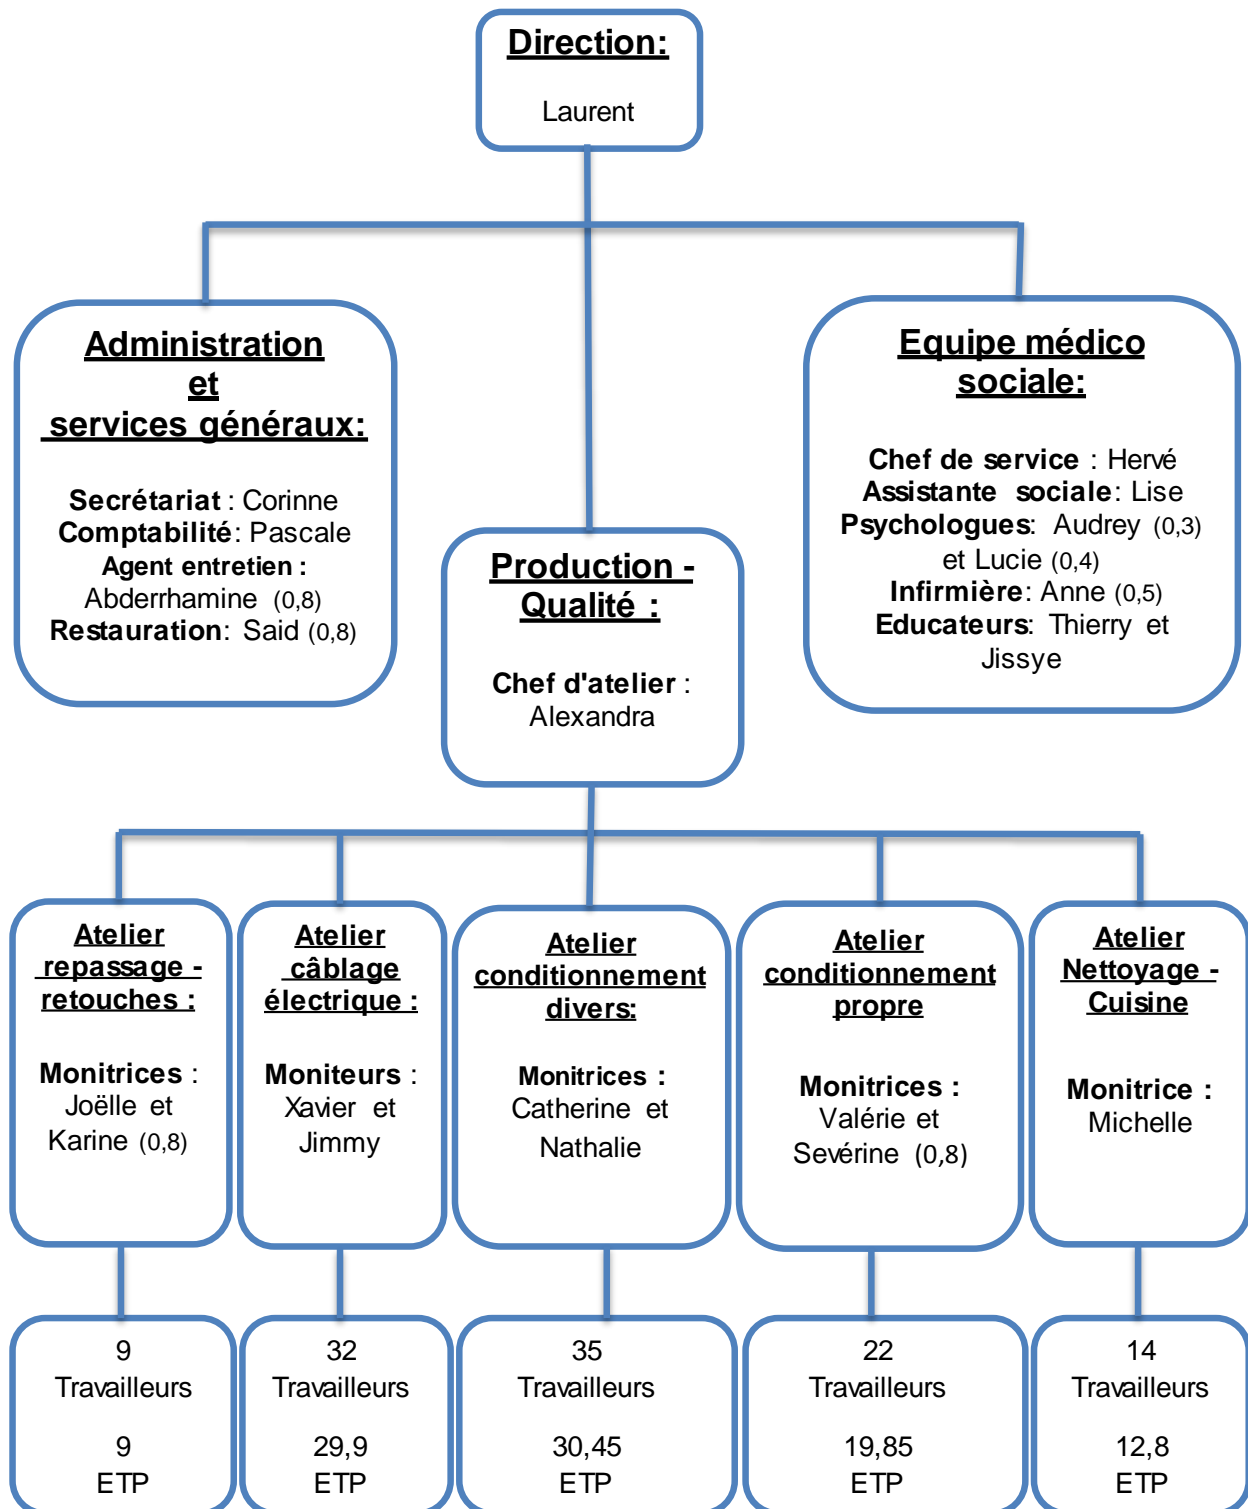 Direction:
Laurent
Administration
et
services généraux:
Secrétariat : Corinne
Comptabilité: Pascale
Agent entretien :
Abderrhamine (0,8)
Restauration: Said (0,8)
Equipe médico
sociale:
Chef de service : Hervé
Assistante sociale: Lise
Psychologues: Audrey (0,3)
et Lucie (0,4)
Infirmière: Anne (0,5)
Educateurs: Thierry et
Jissye
Production -
Qualité :
Chef d'atelier :
Alexandra
Atelier
repassage -
retouches :
Monitrices :
Joëlle et
Karine (0,8)
Atelier
câblage
électrique :
Moniteurs :
Xavier et
Jimmy
Atelier
conditionnement
divers:
Monitrices :
Catherine et
Nathalie
Atelier
conditionnement
propre
Monitrices :
Valérie et
Sevérine (0,8)
Atelier
Nettoyage -
Cuisine
Monitrice :
Michelle
9
Travailleurs
9
ETP
32
Travailleurs
29,9
ETP
35
Travailleurs
30,45
ETP
22
Travailleurs
19,85
ETP
14
Travailleurs
12,8
ETP